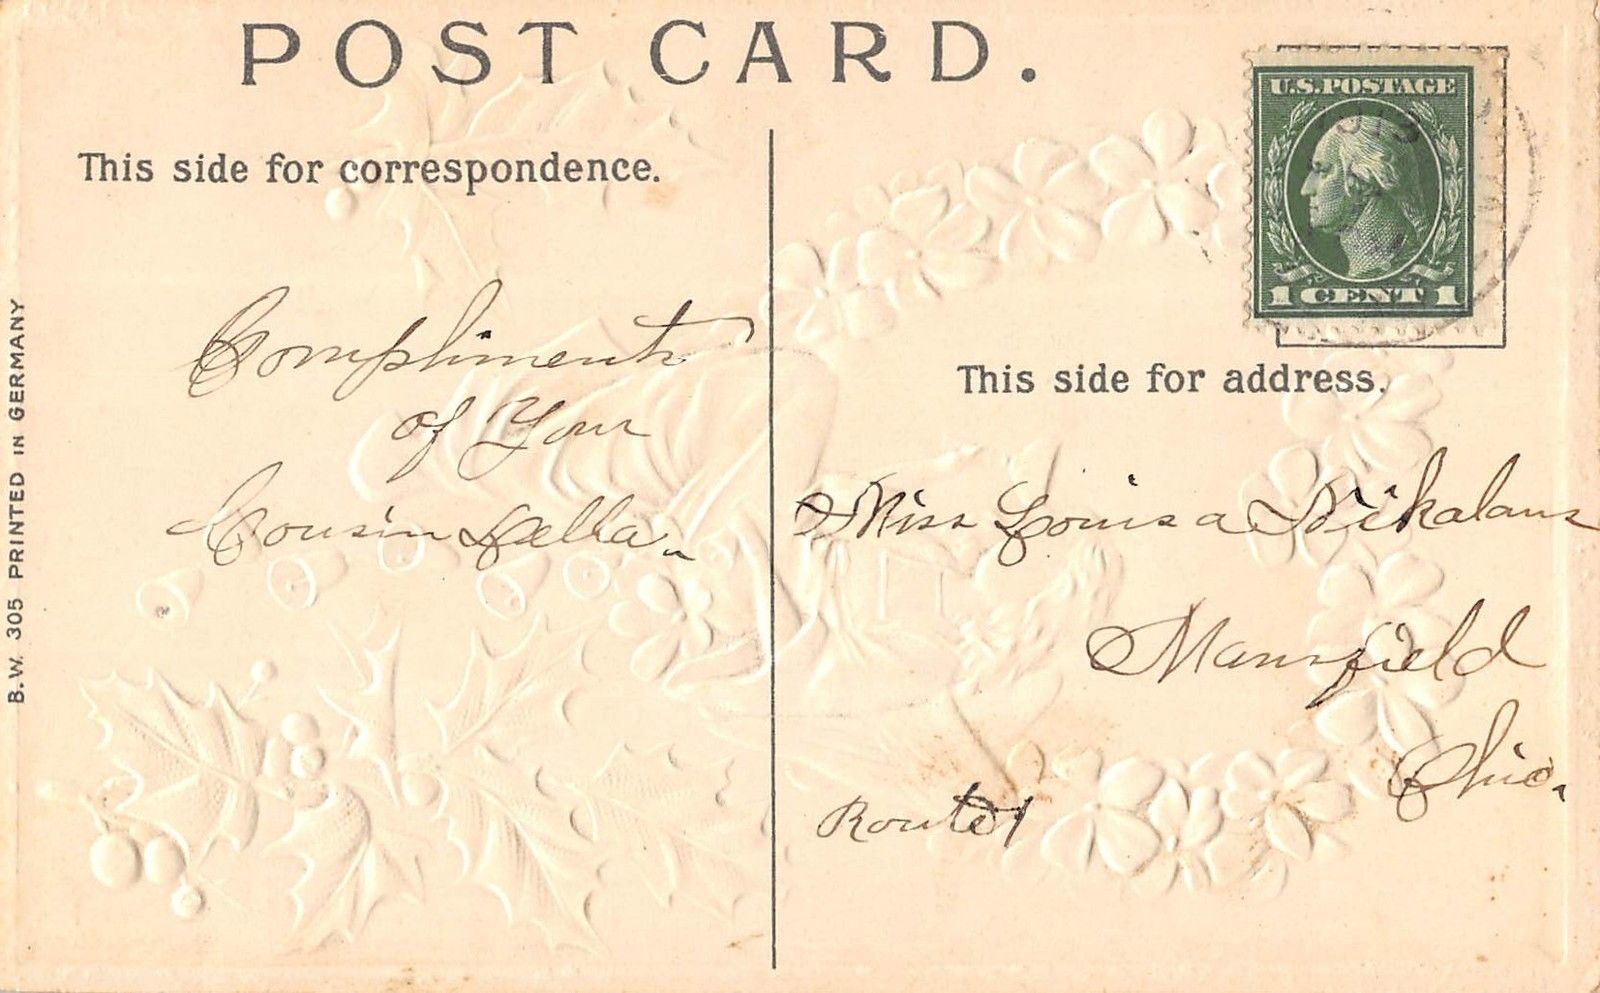 POST CARD.
This side for correspondence.
Compliments
of Your
Cousin Della
U.S.POSTAGE
1 CENT 1
This side for address.
Miss Louisa
Mansfield
Ohio.
Route 1
B.W. 305 PRINTED IN GERMANY